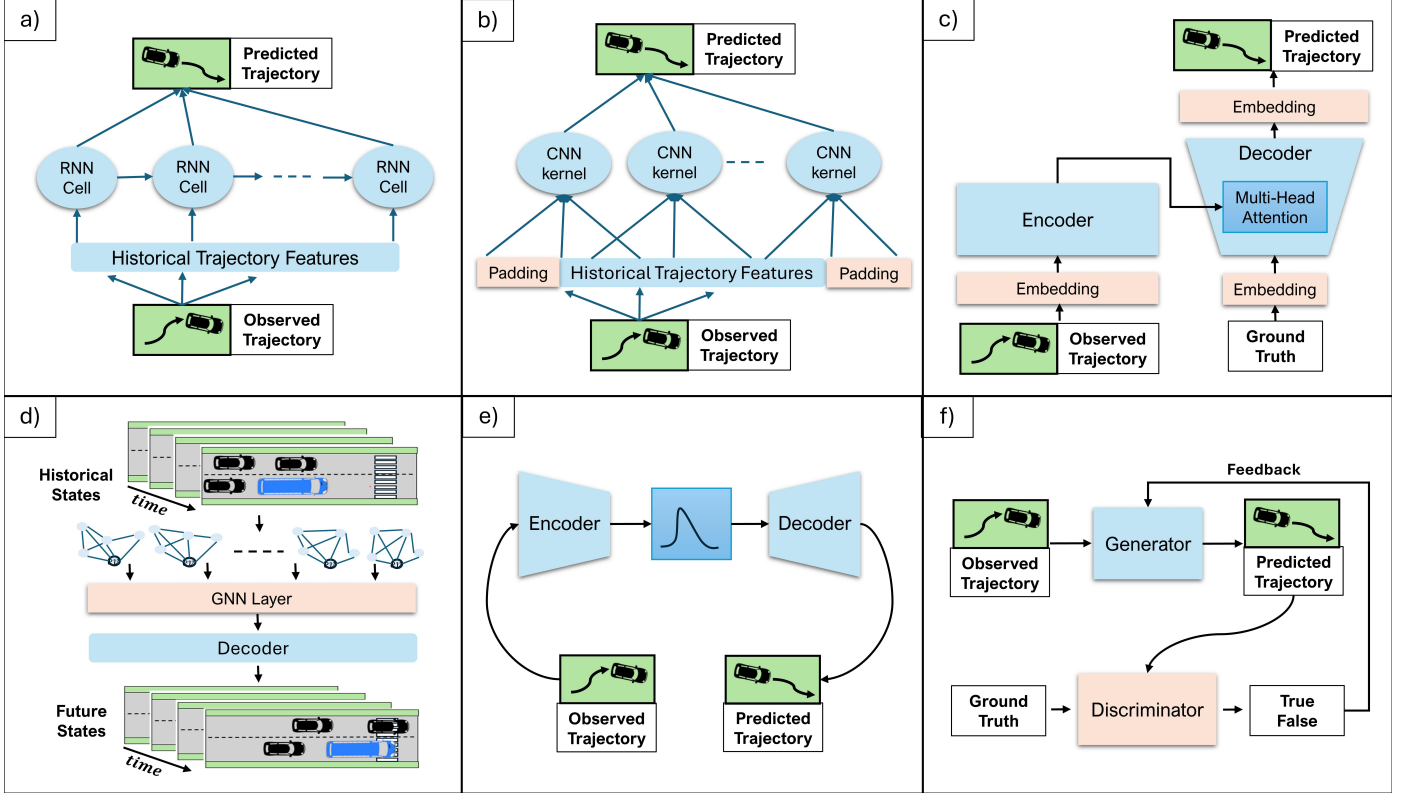 a)
Predicted
Trajectory
RNN
Cell
RNN
Cell
RNN
Cell
Historical Trajectory Features
Observed
Trajectory
b)
Predicted
Trajectory
CNN
kernel
CNN
kernel
CNN
kernel
Padding
Historical Trajectory Features
Padding
Observed
Trajectory
c)
Predicted
Trajectory
Embedding
Decoder
Multi-Head
Attention
Encoder
Embedding
Embedding
Observed
Trajectory
Ground
Truth
d)
Historical
States
time
GNN Layer
Decoder
Future
States
time
e)
Encoder
Decoder
Observed
Trajectory
Predicted
Trajectory
f)
Feedback
Observed
Trajectory
Generator
Predicted
Trajectory
Ground
Truth
Discriminator
True
False